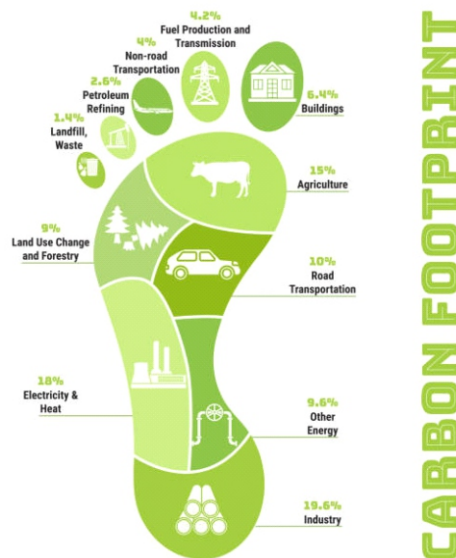 4.2%
Fuel Production and
Transmission
4%
Non-road
Transportation
2.6%
Petroleum
Refining
1.4%
Landfill,
Waste
6.4%
Buildings
15%
Agriculture
9%
Land Use Change
and Forestry
10%
Road
Transportation
18%
Electricity &
Heat
9.6%
Other
Energy
19.6%
Industry
CARBON FOOTPRINT